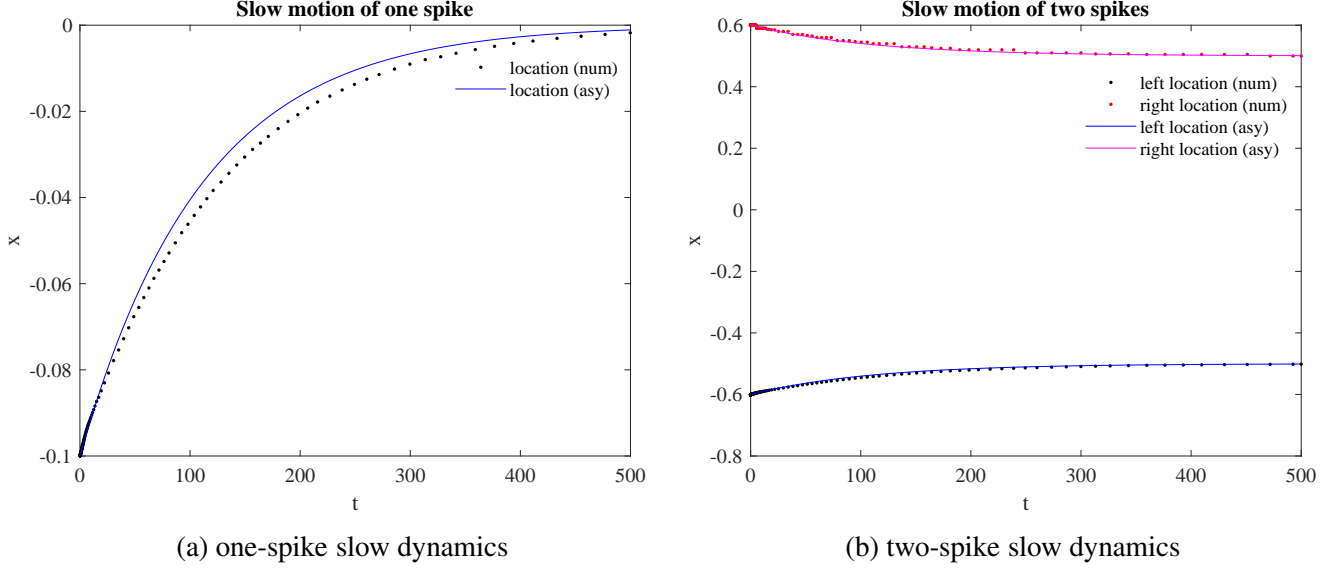 Slow motion of one spike
0
-0.02
-0.04
-0.06
-0.08
-0.1
x
location (num)
location (asy)
0
100
200
300
400
500
t
(a) one-spike slow dynamics
Slow motion of two spikes
0.6
0.4
0.2
0
-0.2
-0.4
-0.6
-0.8
x
left location (num)
right location (num)
left location (asy)
right location (asy)
0
100
200
300
400
500
t
(b) two-spike slow dynamics